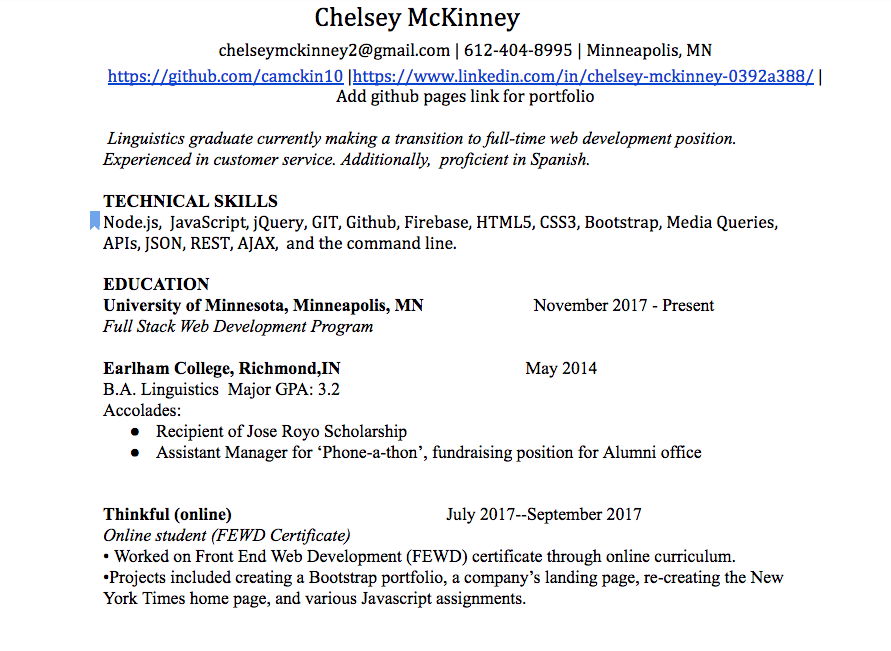 Chelsey McKinney
chelseymckinney2@gmail.com | 612-404-8995 | Minneapolis, MN
https://github.com/camckin10 |https://www.linkedin.com/in/chelsey-mckinney-0392a388/ |
Add github pages link for portfolio
Linguistics graduate currently making a transition to full-time web development position.
Experienced in customer service. Additionally, proficient in Spanish.
TECHNICAL SKILLS
Node.js, JavaScript, jQuery, GIT, Github, Firebase, HTML5, CSS3, Bootstrap, Media Queries,
APIs, JSON, REST, AJAX, and the command line.
EDUCATION
University of Minnesota, Minneapolis, MN November 2017 - Present
Full Stack Web Development Program
Earlham College, Richmond,IN May 2014
B.A. Linguistics Major GPA: 3.2
Accolades:
● Recipient of Jose Royo Scholarship
● Assistant Manager for ‘Phone-a-thon’, fundraising position for Alumni office
Thinkful (online) July 2017--September 2017
Online student (FEWD Certificate)
• Worked on Front End Web Development (FEWD) certificate through online curriculum.
•Projects included creating a Bootstrap portfolio, a company’s landing page, re-creating the New
York Times home page, and various Javascript assignments.